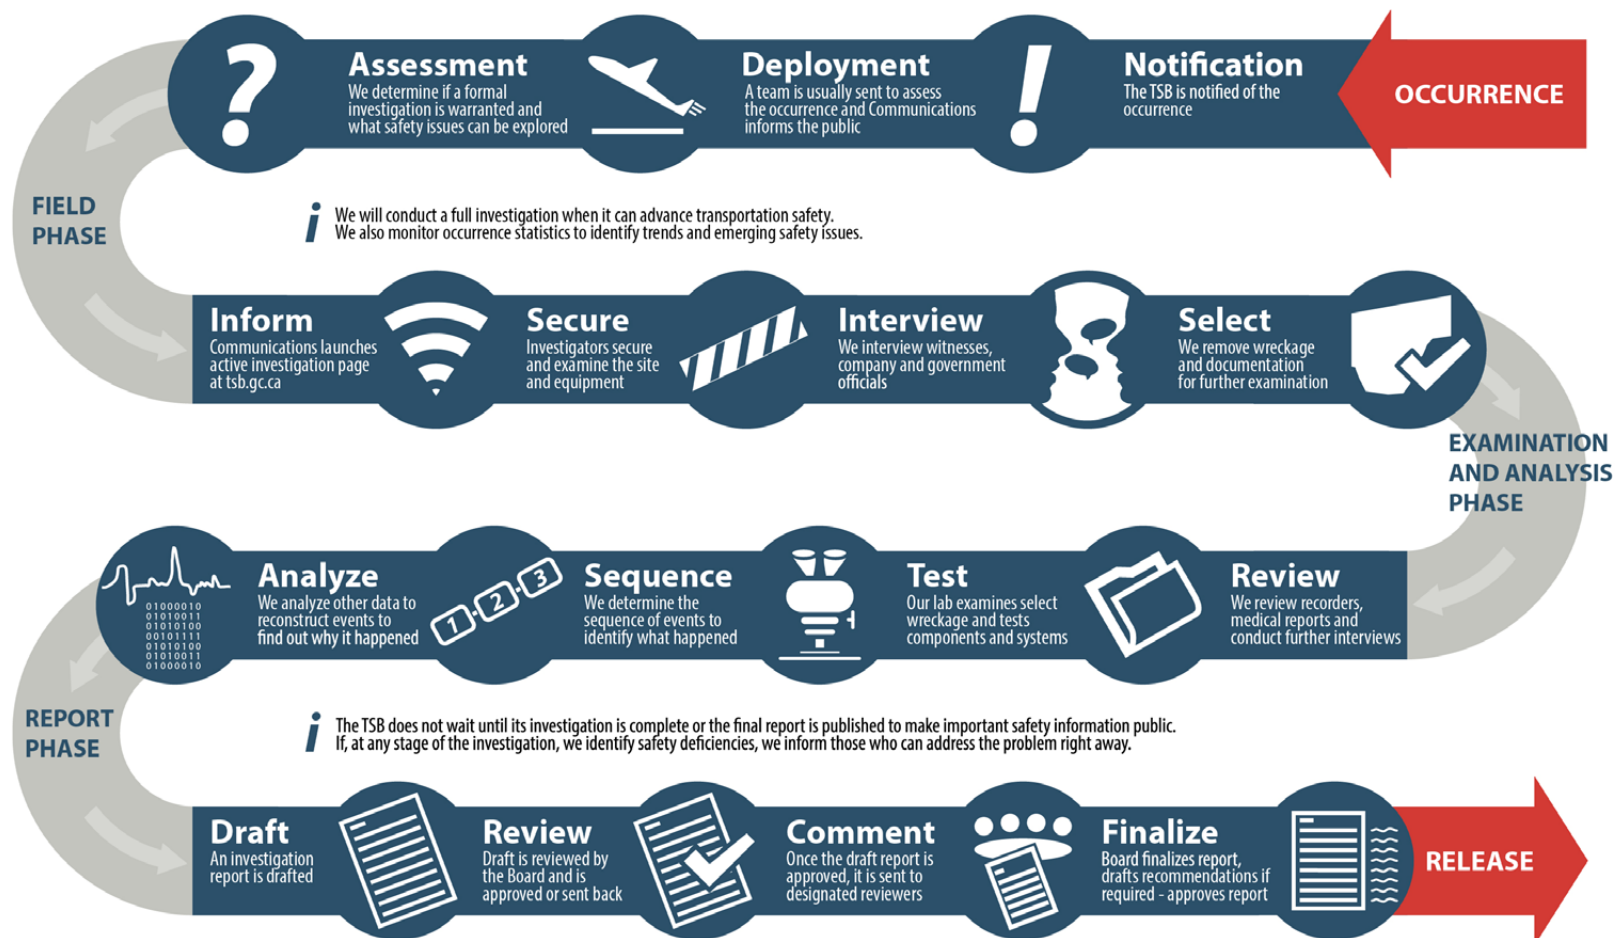 OCCURRENCE
Notification
The TSB is notified of the
occurrence
!
Deployment
A team is usually sent to assess
the occurrence and Communications
informs the public
Assessment
We determine if a formal
investigation is warranted and
what safety issues can be explored
?
FIELD
PHASE
i
We will conduct a full investigation when it can advance transportation safety.
We also monitor occurrence statistics to identify trends and emerging safety issues.
Inform
Communications launches
active investigation page
at tsb.gc.ca
Secure
Investigators secure
and examine the site
and equipment
Interview
We interview witnesses,
company and government
officials
Select
We remove wreckage
and documentation
for further examination
EXAMINATION
AND ANALYSIS
PHASE
Review
We review recorders,
medical reports and
conduct further interviews
Test
Our lab examines select
wreckage and tests
components and systems
Sequence
We determine the
sequence of events to
identify what happened
1 2 3
Analyze
We analyze other data to
reconstruct events to
find out why it happened
01000010
01010011
01010100
00101111
01010100
01010011
01000010
REPORT
PHASE
i
The TSB does not wait until its investigation is complete or the final report is published to make important safety information public.
If, at any stage of the investigation, we identify safety deficiencies, we inform those who can address the problem right away.
Draft
An investigation
report is drafted
Review
Draft is reviewed by
the Board and is
approved or sent back
Comment
Once the draft report is
approved, it is sent to
designated reviewers
Finalize
Board finalizes report,
drafts recommendations if
required - approves report
RELEASE